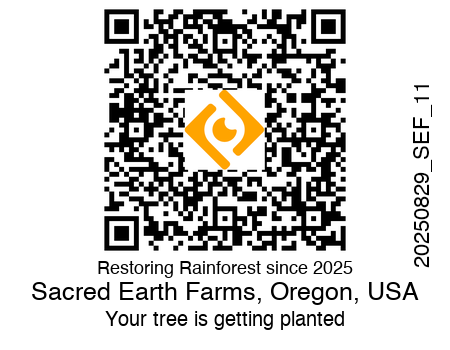 Restoring Rainforest since 2025
Sacred Earth Farms, Oregon, USA
Your tree is getting planted
20250829_SEF_11